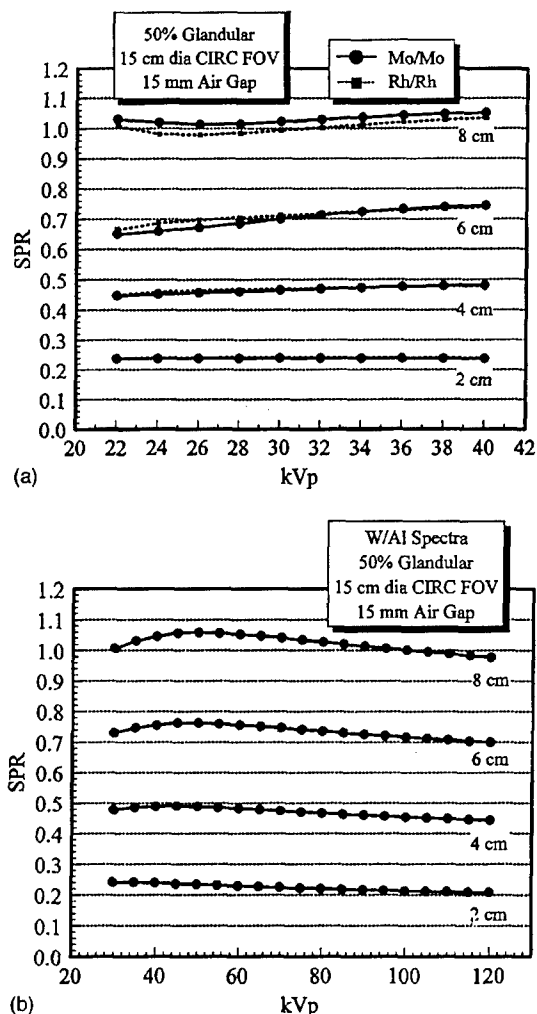 50% Glandular
15 cm dia CIRC FOV
15 mm Air Gap
Mo/Mo
Rh/Rh
1.2
1.1
1.0
0.9
0.8
0.7
0.6
0.5
0.4
0.3
0.2
0.1
0.0
SPR
8 cm
6 cm
4 cm
2 cm
20 22 24 26 28 30 32 34 36 38 40 42
kVp
(a)
W/Al Spectra
50% Glandular
15 cm dia CIRC FOV
15 mm Air Gap
1.2
1.1
1.0
0.9
0.8
0.7
0.6
0.5
0.4
0.3
0.2
0.1
0.0
SPR
8 cm
6 cm
4 cm
2 cm
20 40 60 80 100 120
kVp
(b)